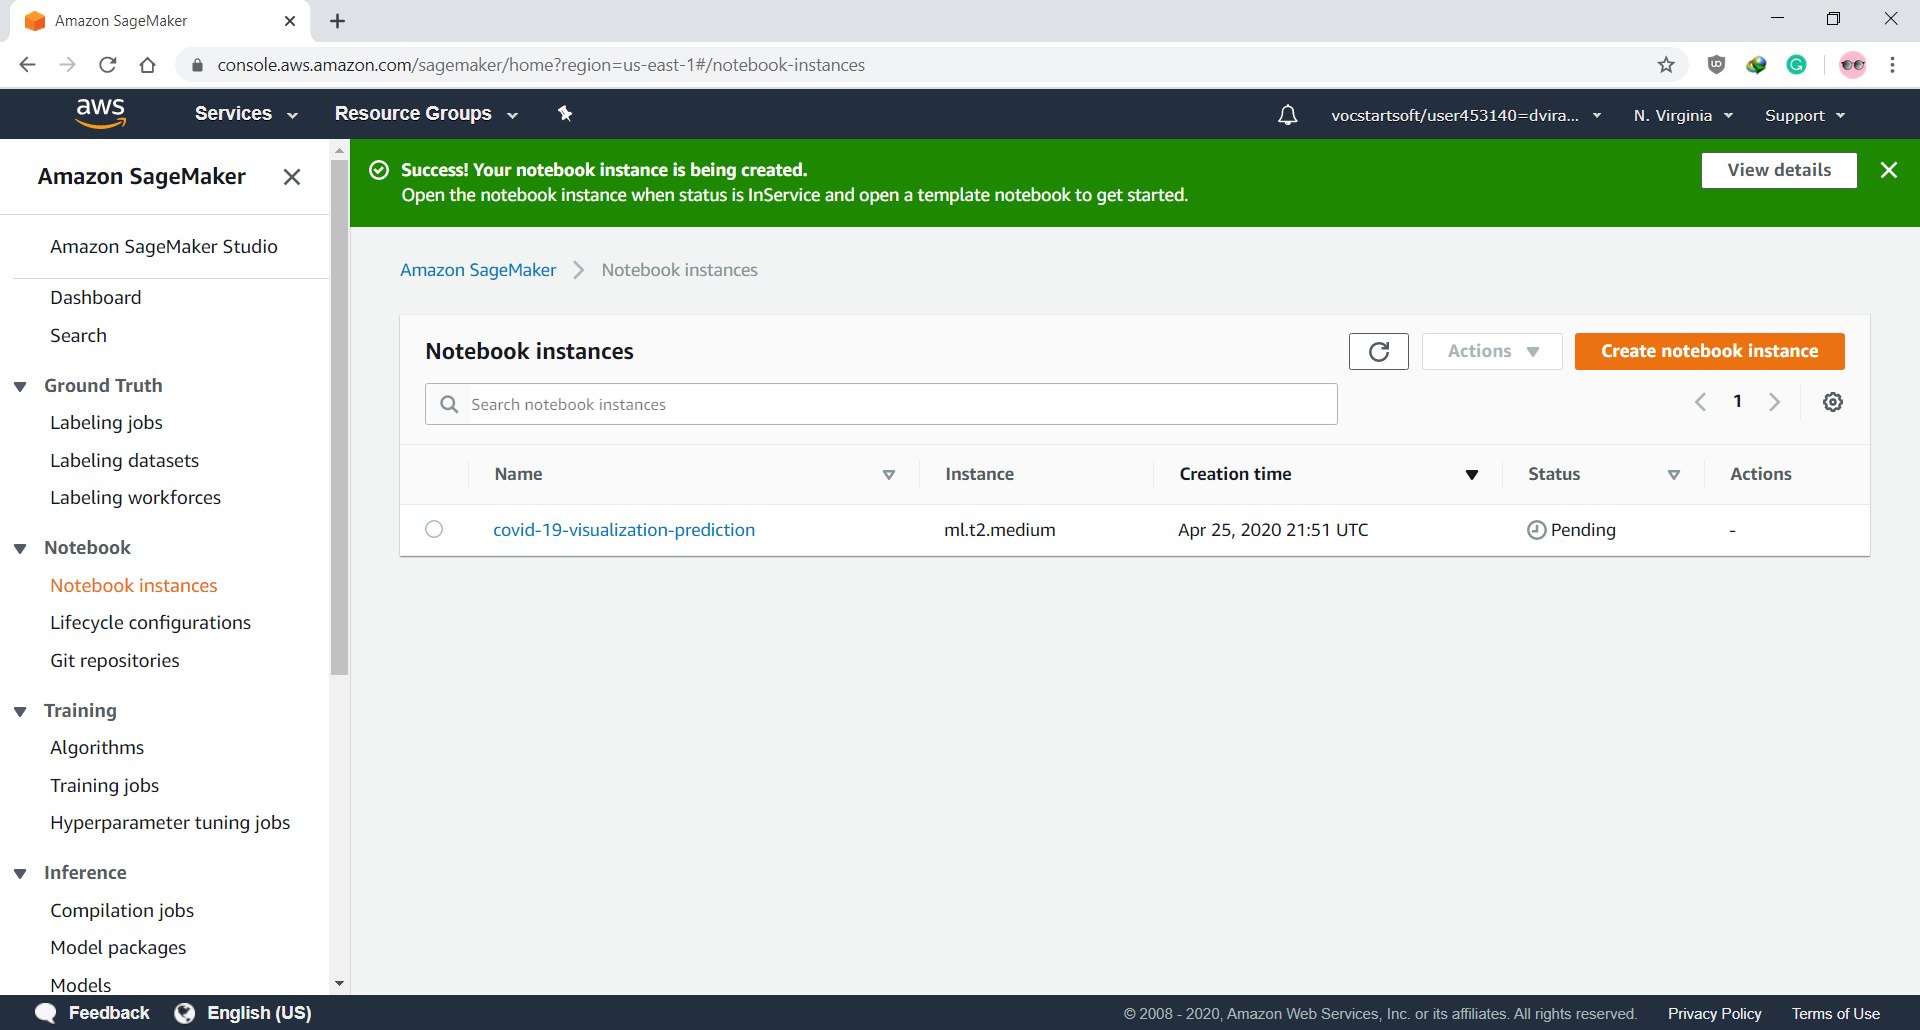 Amazon SageMaker
console.aws.amazon.com/sagemaker/home?region=us-east-1#/notebook-instances
aws
Services
Resource Groups
vocstartsoft/user453140=dvira...
N. Virginia
Support
Amazon SageMaker
Amazon SageMaker Studio
Dashboard
Search
Ground Truth
Labeling jobs
Labeling datasets
Labeling workforces
Notebook
Notebook instances
Lifecycle configurations
Git repositories
Training
Algorithms
Training jobs
Hyperparameter tuning jobs
Inference
Compilation jobs
Model packages
Models
Success! Your notebook instance is being created.
Open the notebook instance when status is InService and open a template notebook to get started.
View details
Amazon SageMaker
Notebook instances
Notebook instances
Actions
Create notebook instance
Search notebook instances
1
Name Instance Creation time Status Actions
covid-19-visualization-prediction ml.t2.medium Apr 25, 2020 21:51 UTC Pending -
Feedback
English (US)
© 2008 - 2020, Amazon Web Services, Inc. or its affiliates. All rights reserved.
Privacy Policy
Terms of Use